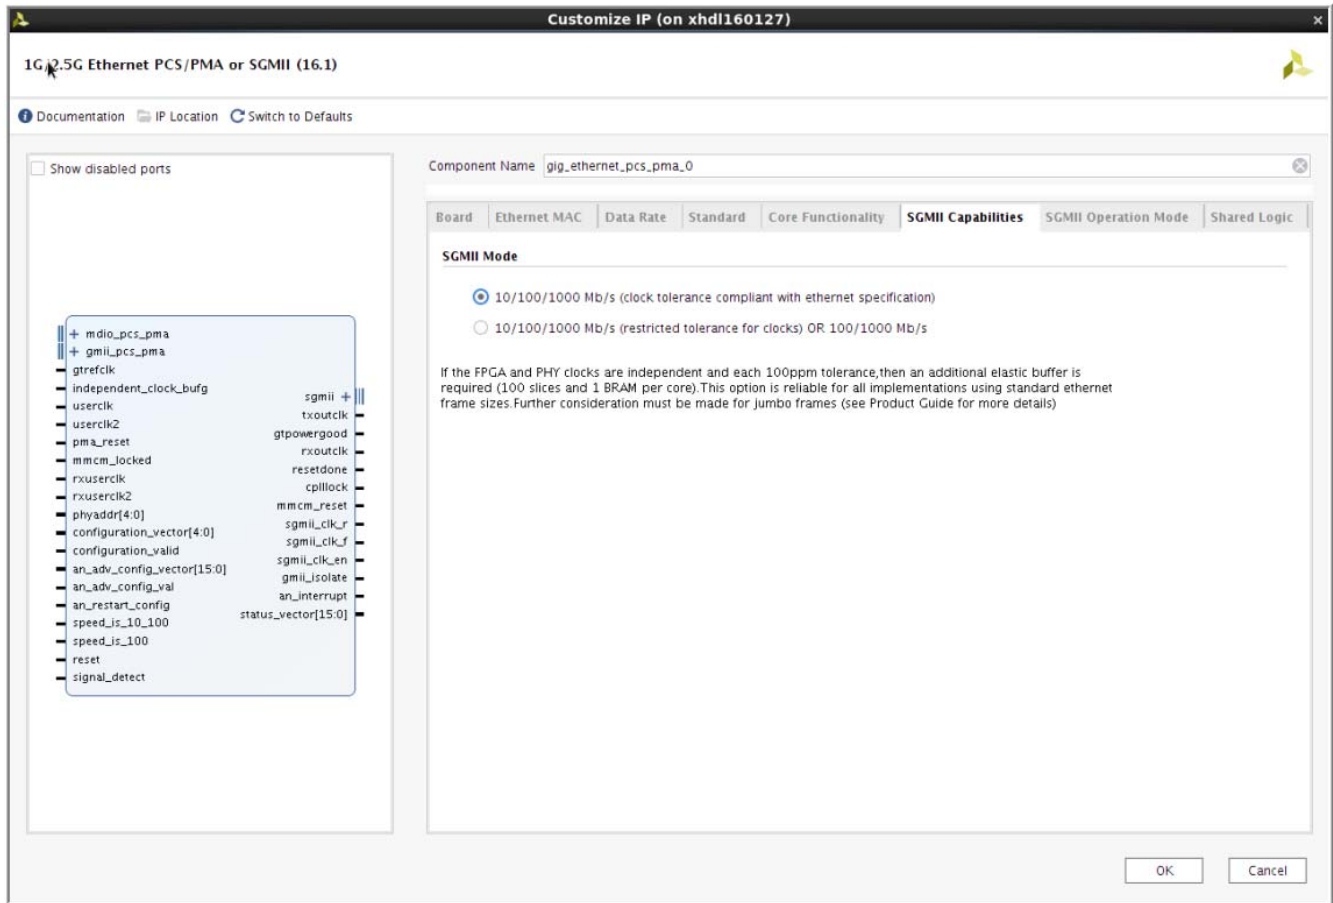 Customize IP (on xhdl160127)
1G/2.5G Ethernet PCS/PMA or SGMII (16.1)
Documentation IP Location Switch to Defaults
Show disabled ports
mdio_pcs_pma
gmii_pcs_pma
gtrefclk
independent_clock_bufg
userclk
userclk2
pma_reset
mmcm_locked
rxuserclk
rxuserclk2
phyaddr[4:0]
configuration_vector[4:0]
configuration_valid
an_adv_config_vector[15:0]
an_adv_config_val
an_restart_config
speed_is_10_100
speed_is_100
reset
signal_detect
sgmii
txoutclk
gtpowergood
rxoutclk
resetdone
cplllock
mmcm_reset
sgmii_clk_r
sgmii_clk_f
sgmii_clk_en
gmii_isolate
an_interrupt
status_vector[15:0]
Component Name gig_ethernet_pcs_pma_0
Board Ethernet MAC Data Rate Standard Core Functionality SGMII Capabilities SGMII Operation Mode Shared Logic
SGMII Mode
10/100/1000 Mb/s (clock tolerance compliant with ethernet specification)
10/100/1000 Mb/s (restricted tolerance for clocks) OR 100/1000 Mb/s
If the FPGA and PHY clocks are independent and each 100ppm tolerance,then an additional elastic buffer is
required (100 slices and 1 BRAM per core).This option is reliable for all implementations using standard ethernet
frame sizes.Further consideration must be made for jumbo frames (see Product Guide for more details)
OK Cancel